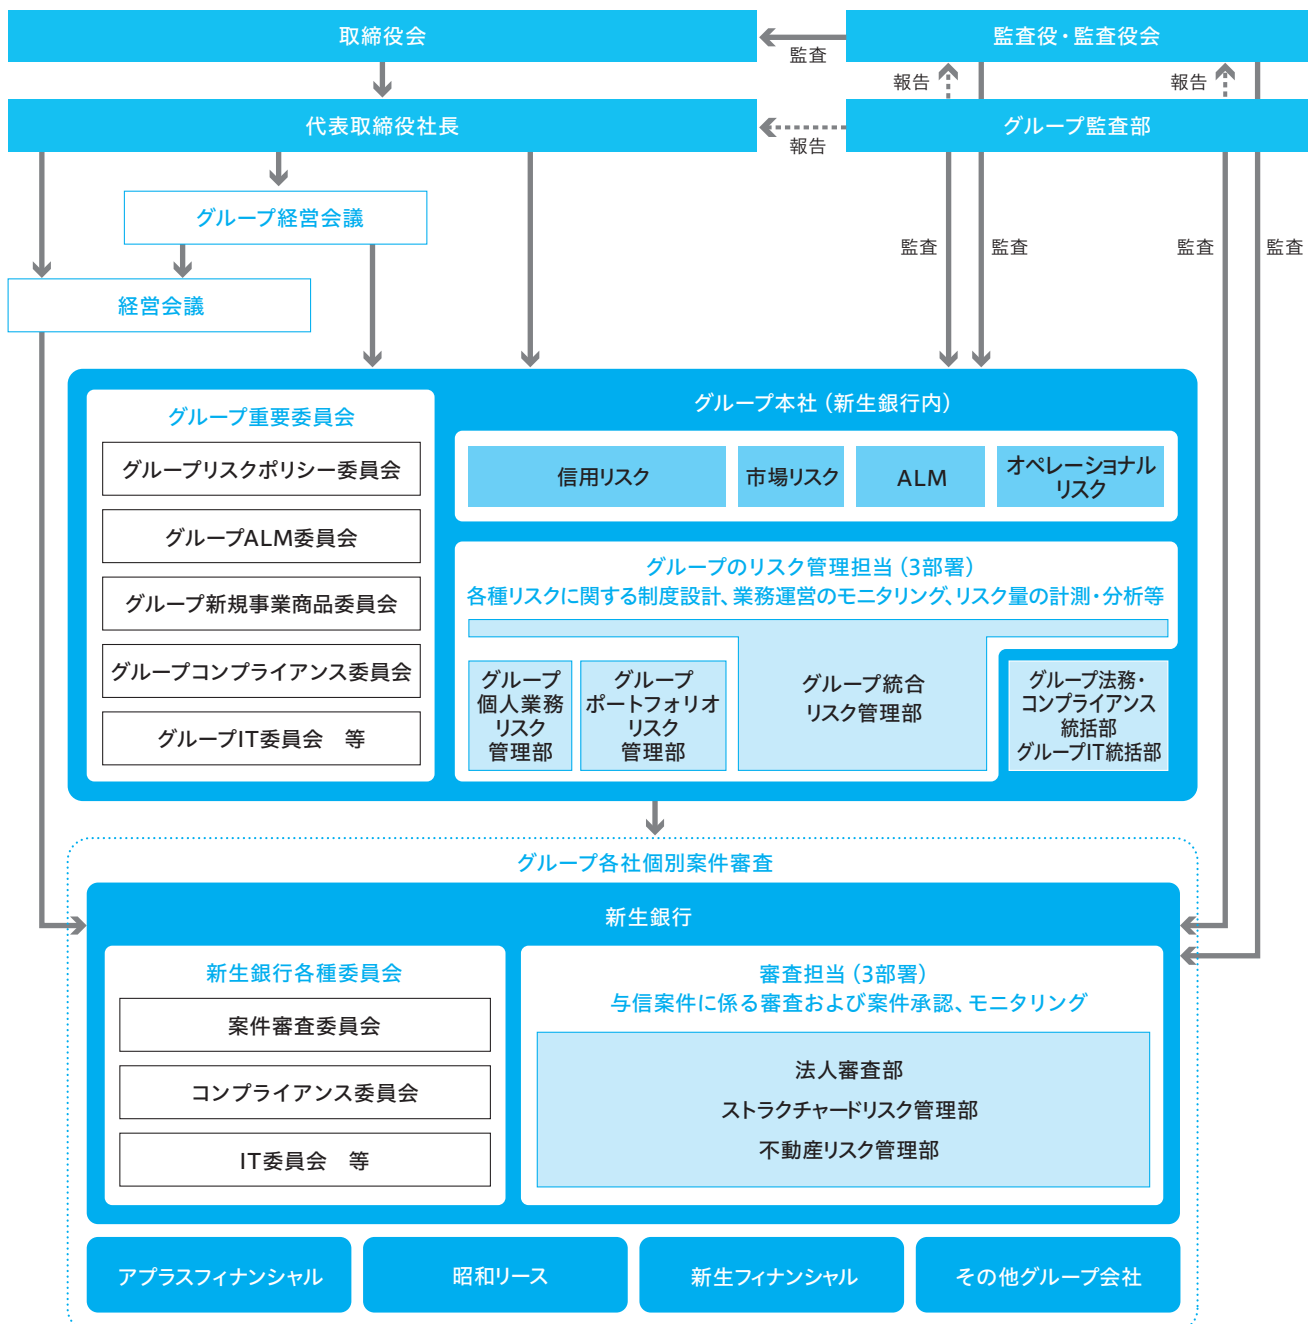 取締役会
監査役・監査役会
監査
報告
報告
代表取締役社長
グループ監査部
報告
グループ経営会議
監査
監査
監査
監査
経営会議
グループ本社（新生銀行内）
グループ重要委員会
グループリスクポリシー委員会
グループALM委員会
グループ新規事業商品委員会
グループコンプライアンス委員会
グループIT委員会　等
信用リスク
市場リスク
ALM
オペレーショナル
リスク
グループのリスク管理担当（3部署）
各種リスクに関する制度設計、業務運営のモニタリング、リスク量の計測・分析等
グループ
個人業務
リスク
管理部
グループ
ポートフォリオ
リスク
管理部
グループ統合
リスク管理部
グループ法務・
コンプライアンス
統括部
グループIT統括部
グループ各社個別案件審査
新生銀行
新生銀行各種委員会
案件審査委員会
コンプライアンス委員会
IT委員会　等
審査担当（3部署）
与信案件に係る審査および案件承認、モニタリング
法人審査部
ストラクチャードリスク管理部
不動産リスク管理部
アプラスフィナンシャル
昭和リース
新生フィナンシャル
その他グループ会社